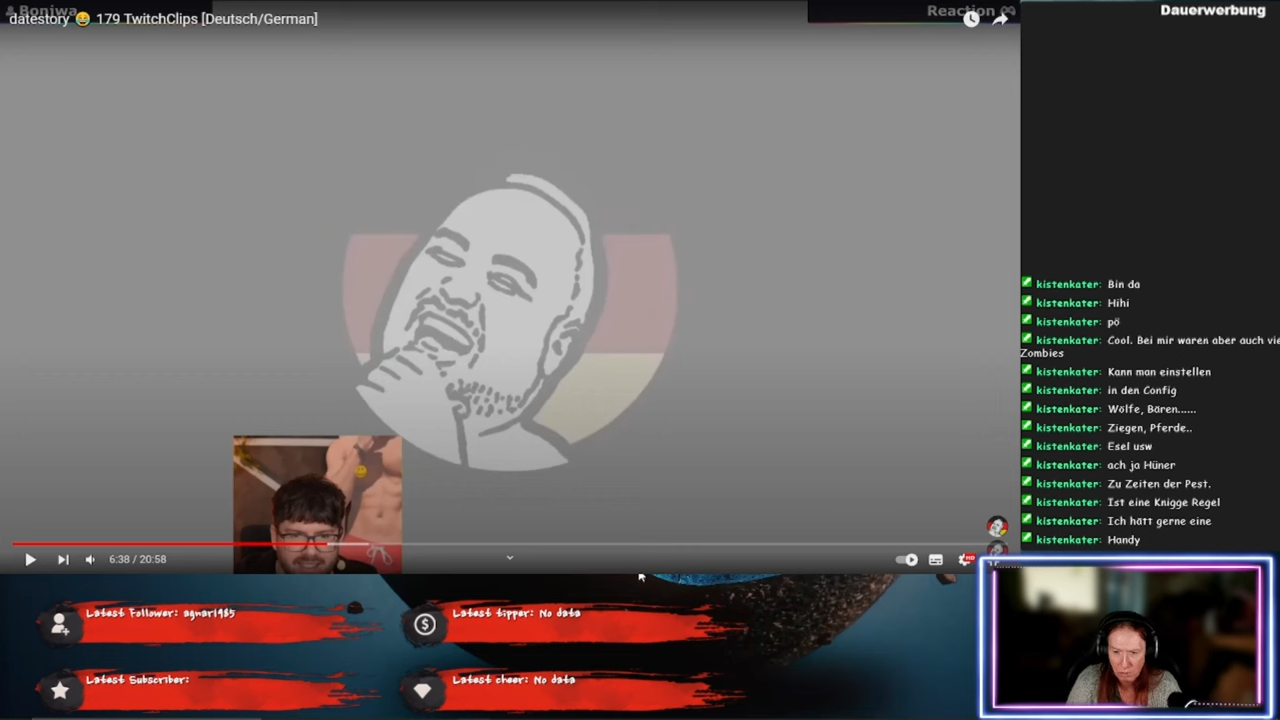 Boniwa
datestory 😂 179 TwitchClips [Deutsch/German]
Reaction
Dauerwerbung
kistenkater: Bin da
kistenkater: Hihi
kistenkater: pö
kistenkater: Cool. Bei mir waren aber auch vie
Zombies
kistenkater: Kann man einstellen
kistenkater: in den Config
kistenkater: Wölfe, Bären......
kistenkater: Ziegen, Pferde..
kistenkater: Esel usw
kistenkater: ach ja Hüner
kistenkater: Zu Zeiten der Pest.
kistenkater: Ist eine Knigge Regel
kistenkater: Ich hätt gerne eine
kistenkater: Handy
6:38 / 20:58
HD
Latest Follower: agnar1985
Latest tipper: No data
Latest Subscriber:
Latest cheer: No data